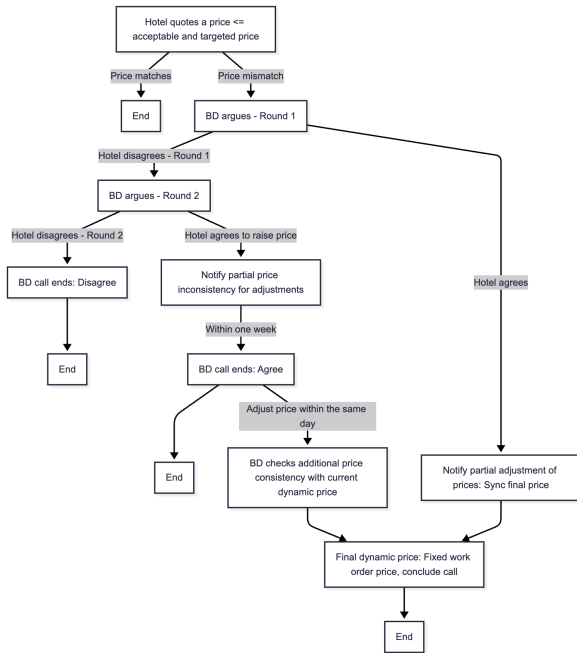 Hotel quotes a price <=
acceptable and targeted price
Price matches
Price mismatch
End
BD argues - Round 1
Hotel disagrees - Round 1
BD argues - Round 2
Hotel disagrees - Round 2
Hotel agrees to raise price
Hotel agrees
BD call ends: Disagree
Notify partial price
inconsistency for adjustments
Within one week
End
BD call ends: Agree
Adjust price within the same
day
End
BD checks additional price
consistency with current
dynamic price
Notify partial adjustment of
prices: Sync final price
Final dynamic price: Fixed work
order price, conclude call
End